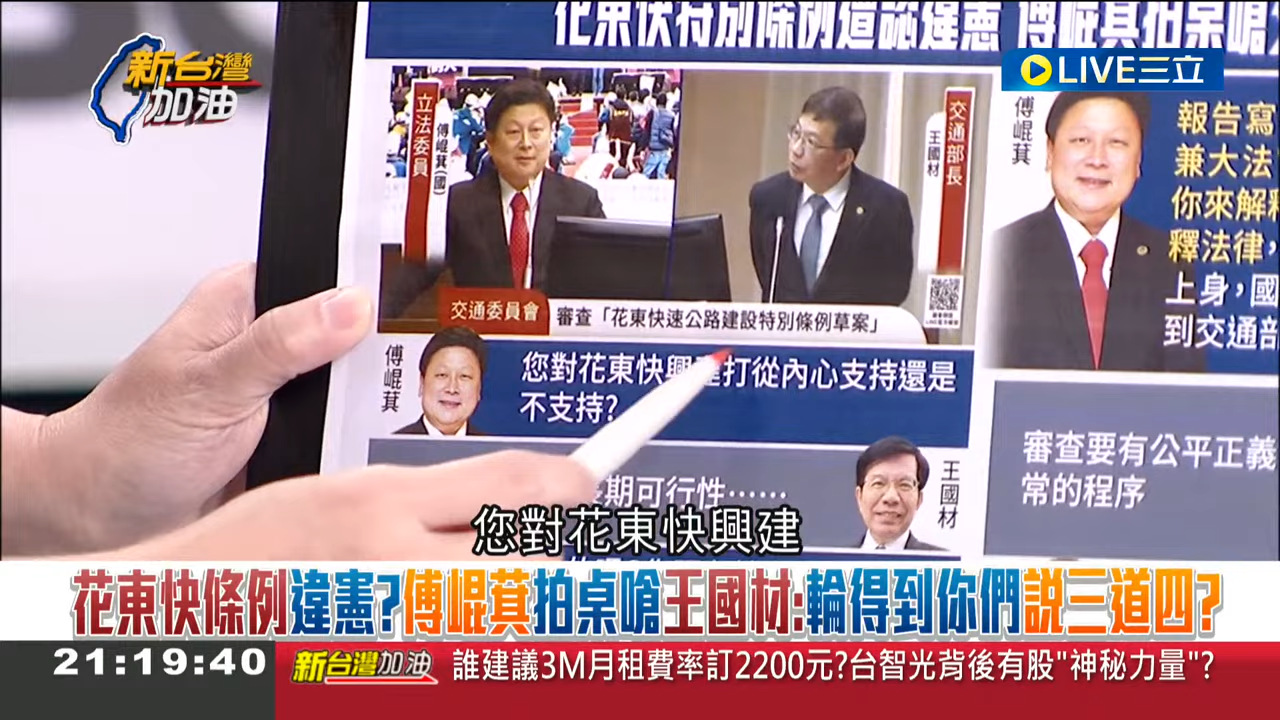 新台灣
加油
LIVE三立
花東快特別條例遭認違憲 傅崐萁拍桌嗆
立法委員
傅崐萁(國)
交通部長
王國材
交通委員會
審查「花東快速公路建設特別條例草案」
傅崐萁
您對花東快興建打從內心支持還是
不支持?
期可行性……
王國材
傅崐萁
報告寫
兼大法
你來解釋
釋法律,
上身,國
到交通部
審查要有公平正義
常的程序
您對花東快興建
花東快條例違憲?傅崐萁拍桌嗆王國材:輪得到你們說三道四?
21:19:40
新台灣加油
誰建議3M月租費率訂2200元?台智光背後有股"神秘力量"?